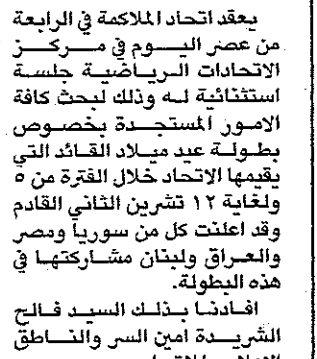 يعقد اتحاد الملاكمة في الرابعة
من عصر اليوم في مركز
الاتحادات الرياضية جلسة
استثنائية له وذلك لبحث كافة
الامور المستجدة بخصوص
بطولة عيد ميلاد القائد التي
يقيمها الاتحاد خلال الفترة من ٥
ولغاية ١٢ تشرين الثاني القادم
وقد اعلنت كل من سوريا ومصر
والعراق ولبنان مشاركتها في
هذه البطولة.
افادنا بذلك السيد فالح
الشريدة امين السر والناطق